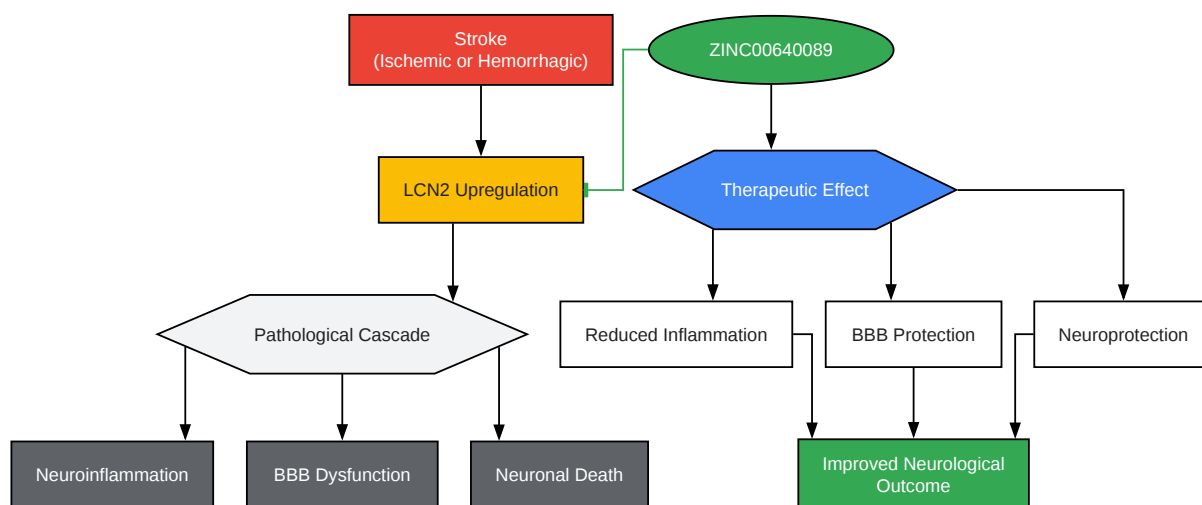 Stroke
(Ischemic or Hemorrhagic)
ZINC00640089
LCN2 Upregulation
Therapeutic Effect
Pathological Cascade
Reduced Inflammation
BBB Protection
Neuroprotection
Neuroinflammation
BBB Dysfunction
Neuronal Death
Improved Neurological
Outcome